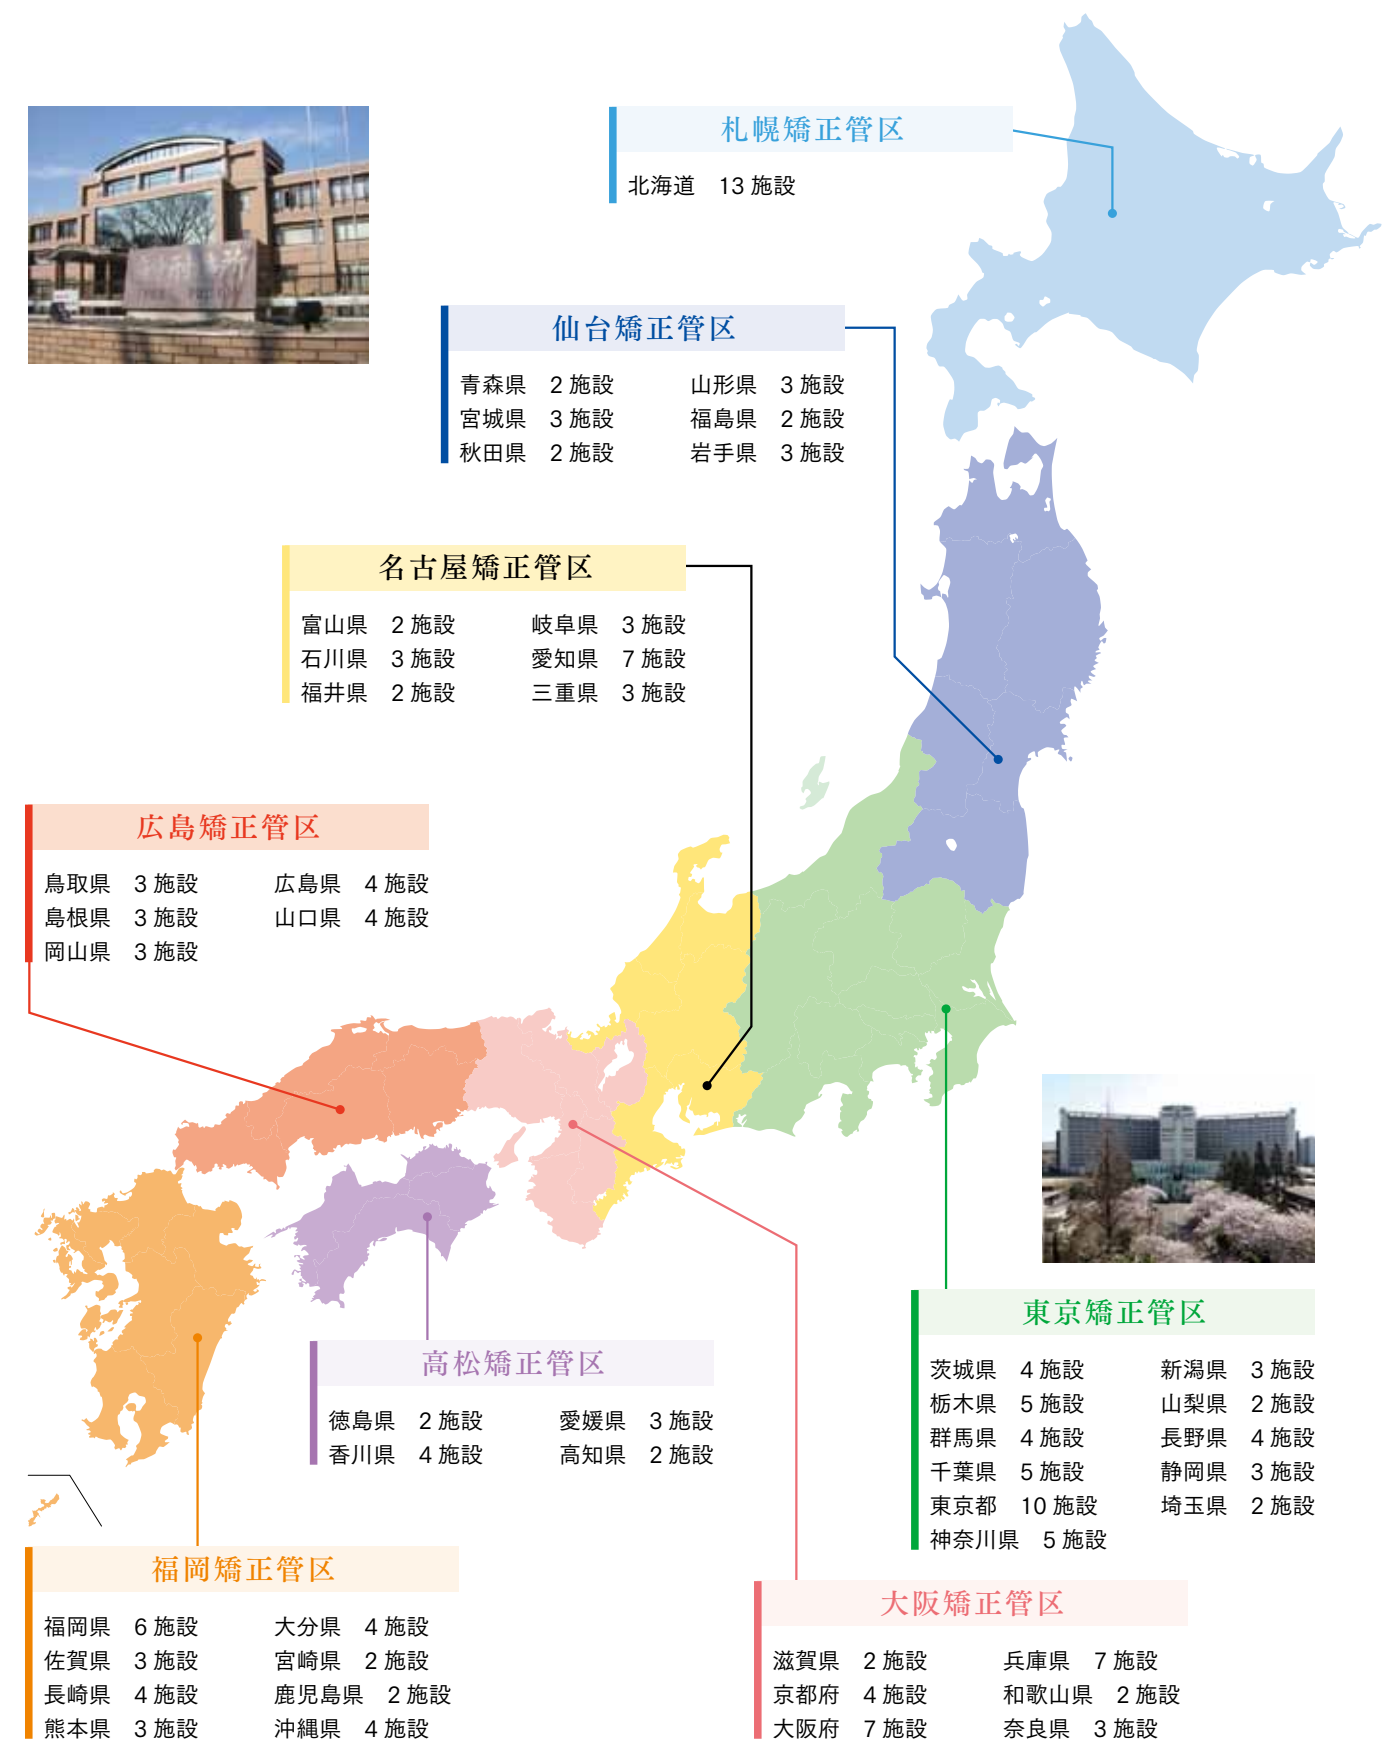 札幌矯正管区
北海道　13 施設
仙台矯正管区
青森県　2 施設　山形県　3 施設
宮城県　3 施設　福島県　2 施設
秋田県　2 施設　岩手県　3 施設
名古屋矯正管区
富山県　2 施設　岐阜県　3 施設
石川県　3 施設　愛知県　7 施設
福井県　2 施設　三重県　3 施設
広島矯正管区
鳥取県　3 施設　広島県　4 施設
島根県　3 施設　山口県　4 施設
岡山県　3 施設
東京矯正管区
茨城県　4 施設　新潟県　3 施設
栃木県　5 施設　山梨県　2 施設
群馬県　4 施設　長野県　4 施設
千葉県　5 施設　静岡県　3 施設
東京都　10 施設　埼玉県　2 施設
神奈川県　5 施設
高松矯正管区
徳島県　2 施設　愛媛県　3 施設
香川県　4 施設　高知県　2 施設
福岡矯正管区
福岡県　6 施設　大分県　4 施設
佐賀県　3 施設　宮崎県　2 施設
長崎県　4 施設　鹿児島県　2 施設
熊本県　3 施設　沖縄県　4 施設
大阪矯正管区
滋賀県　2 施設　兵庫県　7 施設
京都府　4 施設　和歌山県　2 施設
大阪府　7 施設　奈良県　3 施設